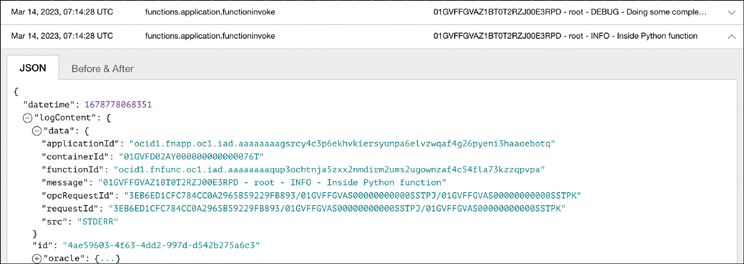 Mar 14, 2023, 07:14:28 UTC functions.application.functioninvoke 01GVFFGVAZ1BT0T2RZJ00E3RPD - root - DEBUG - Doing some comple...
Mar 14, 2023, 07:14:28 UTC functions.application.functioninvoke 01GVFFGVAZ1BT0T2RZJ00E3RPD - root - INFO - Inside Python function
JSON Before & After
{
"datetime": 1678778068351
"logContent": {
"data": {
"applicationId": "ocid1.fnapp.oc1.iad.aaaaaaaagsrcy4c3p6ekhvkiersyunpa6elvzwqaf4g26pyeni3haaoebotq"
"containerId": "01GVFD02AY000000000000076T"
"functionId": "ocid1.fnfunc.oc1.iad.aaaaaaaaqup3ochtnja5zxx2nmdirm2ums2ugownzaf4c54fla73kzzqpvpa"
"message": "01GVFFGVAZ1BT0T2RZJ00E3RPD - root - INFO - Inside Python function"
"opcRequestId": "3EB6ED1CFC784CC0A2965B59229FB893/01GVFFGVAS00000000000SSTPJ/01GVFFGVAS00000000000SSTPK"
"requestId": "3EB6ED1CFC784CC0A2965B59229FB893/01GVFFGVAS00000000000SSTPJ/01GVFFGVAS00000000000SSTPK"
"src": "STDERR"
}
"id": "4ae59603-4f63-4dd2-997d-d542b275a6c3"
"oracle": {...}